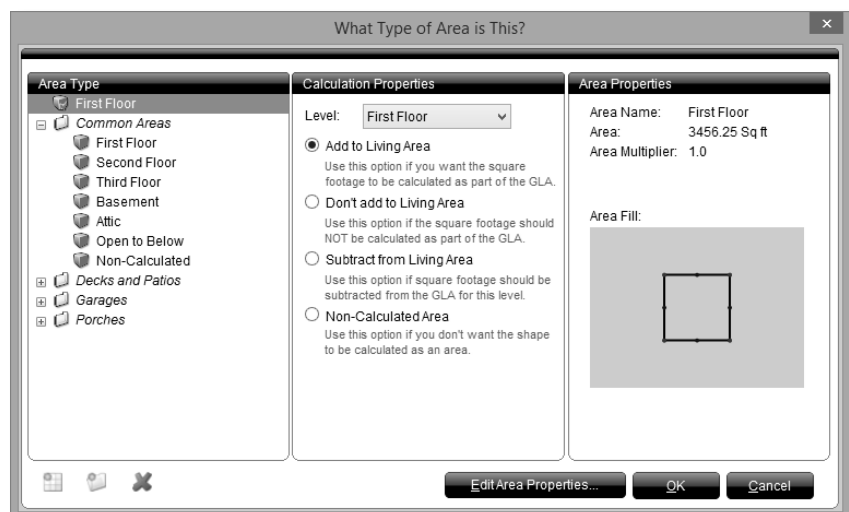 What Type of Area is This?
Area Type
First Floor
Common Areas
First Floor
Second Floor
Third Floor
Basement
Attic
Open to Below
Non-Calculated
Decks and Patios
Garages
Porches
Calculation Properties
Level: First Floor
Add to Living Area
Use this option if you want the square
footage to be calculated as part of the GLA.
Don't add to Living Area
Use this option if the square footage should
NOT be calculated as part of the GLA.
Subtract from Living Area
Use this option if square footage should be
subtracted from the GLA for this level.
Non-Calculated Area
Use this option if you don't want the shape
to be calculated as an area.
Area Properties
Area Name: First Floor
Area: 3456.25 Sq ft
Area Multiplier: 1.0
Area Fill:
Edit Area Properties... OK Cancel